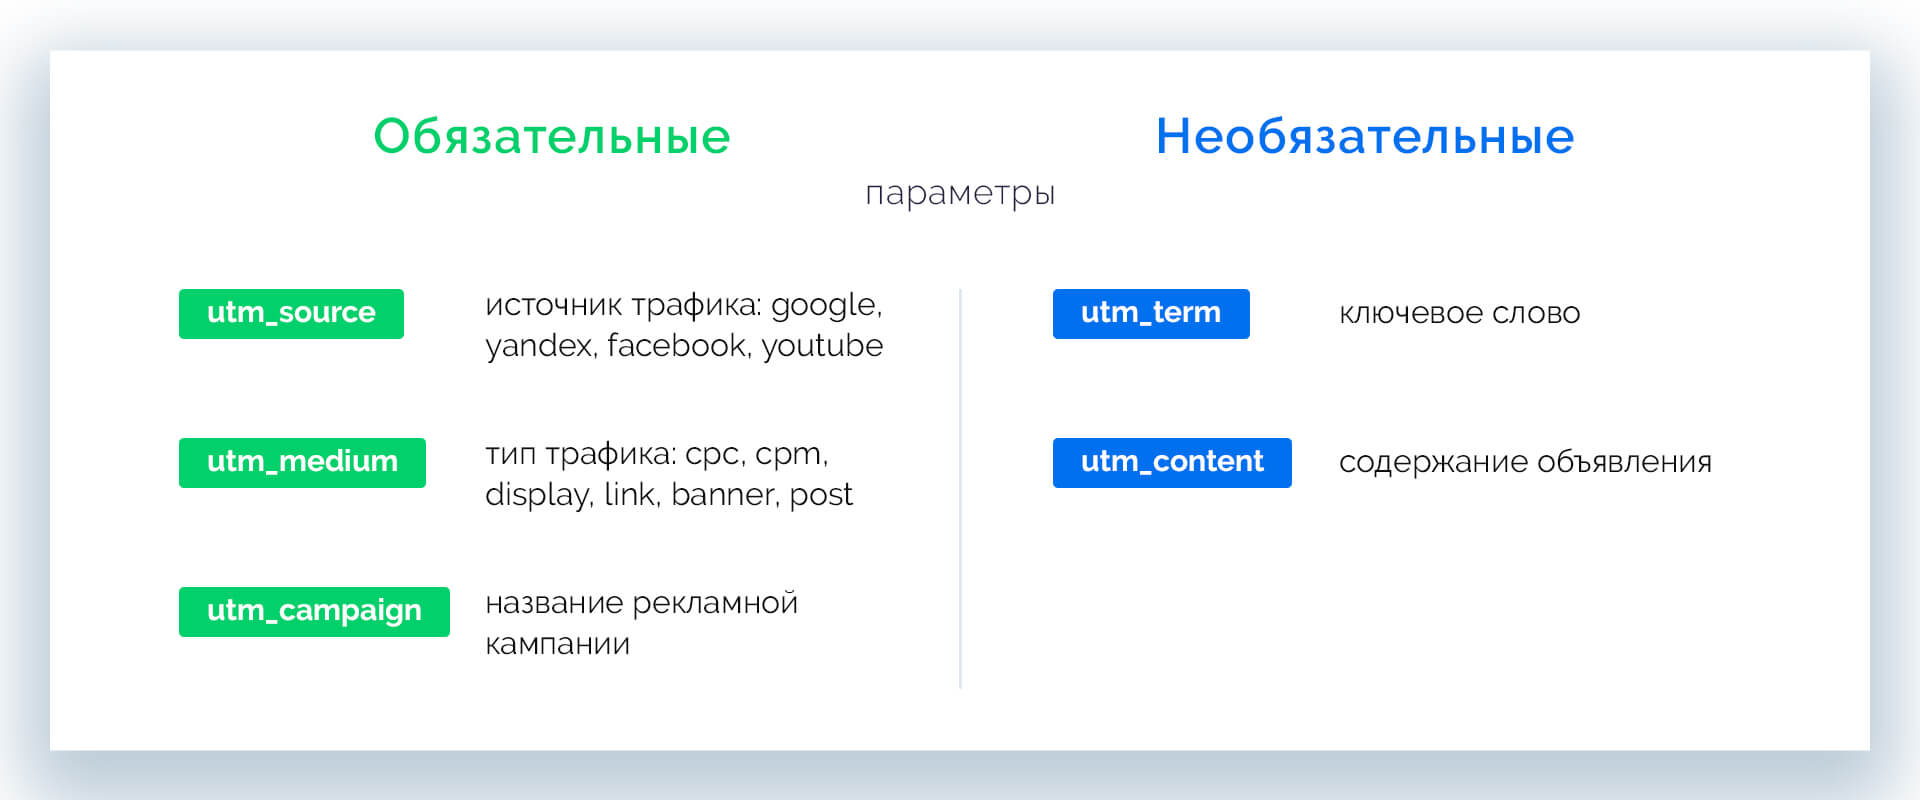 Обязательные
Необязательные
параметры
utm_source
источник трафика: google,
yandex, facebook, youtube
utm_medium
тип трафика: cpc, cpm,
display, link, banner, post
utm_campaign
название рекламной
кампании
utm_term
ключевое слово
utm_content
содержание объявления